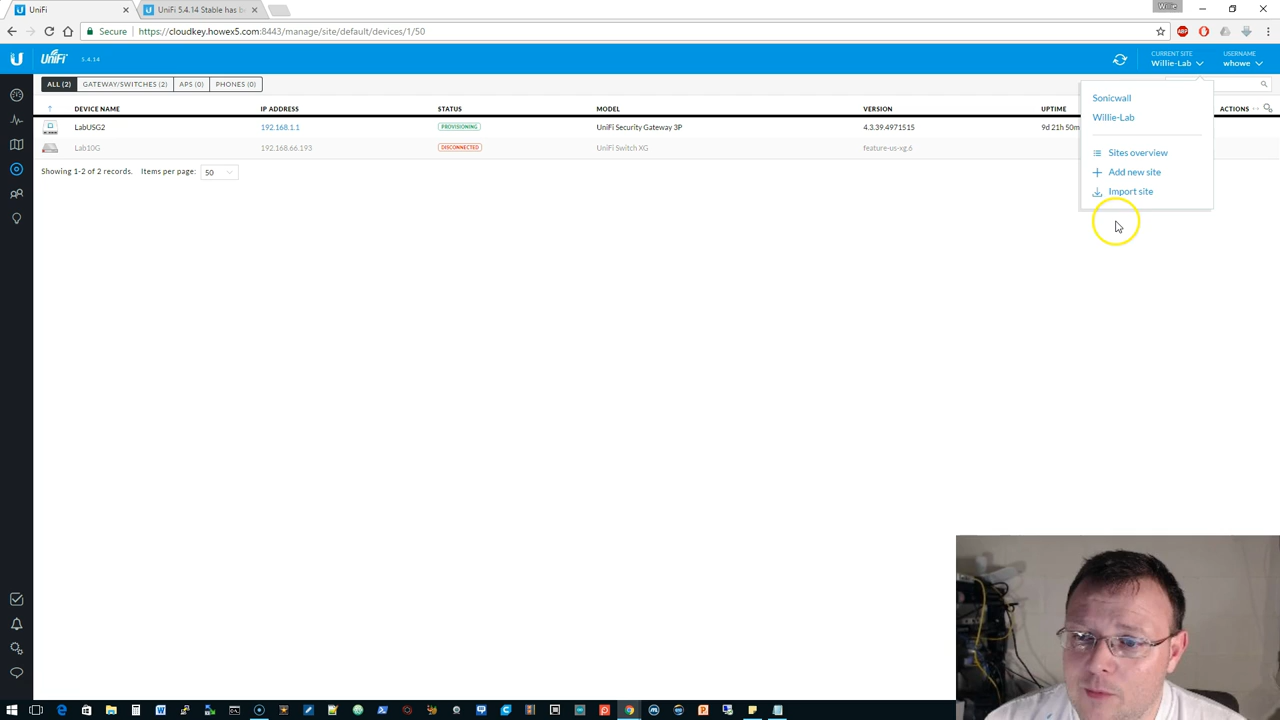 UniFi
UniFi 5.4.14 Stable has b
Willie
Secure
https://cloudkey.howex5.com:8443/manage/site/default/devices/1/50
ABP
UniFi
5.4.14
CURRENT SITE
Willie-Lab
USERNAME
whowe
ALL (2)
GATEWAY/SWITCHES (2)
APS (0)
PHONES (0)
DEVICE NAME
IP ADDRESS
STATUS
MODEL
VERSION
UPTIME
ACTIONS
LabUSG2
192.168.1.1
PROVISIONING
UniFi Security Gateway 3P
4.3.39.4971515
9d 21h 50m
Lab10G
192.168.66.193
DISCONNECTED
UniFi Switch XG
feature-us-xg.6
Showing 1-2 of 2 records.
Items per page:
50
Sonicwall
Willie-Lab
Sites overview
Add new site
Import site